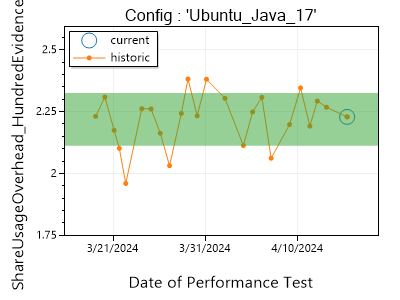 Config : 'Ubuntu_Java_17'
ShareUsageOverhead_HundredEvidence
current
historic
2.5
2.25
2
1.75
3/21/2024
3/31/2024
4/10/2024
Date of Performance Test